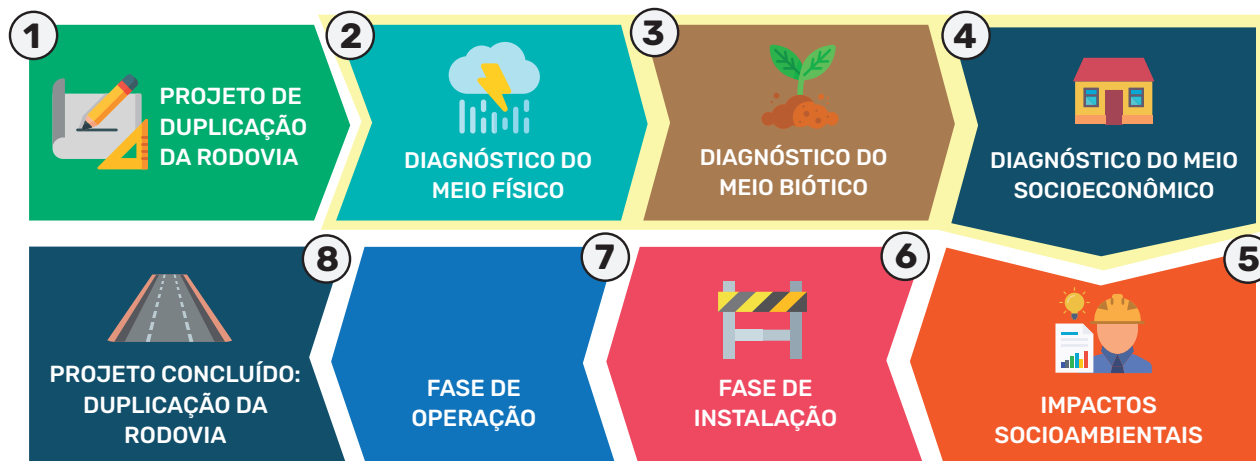 1
PROJETO DE
DUPLICAÇÃO
DA RODOVIA
2
DIAGNÓSTICO DO
MEIO FÍSICO
3
DIAGNÓSTICO DO
MEIO BIÓTICO
4
DIAGNÓSTICO DO MEIO
SOCIOECONÔMICO
5
IMPACTOS
SOCIOAMBIENTAIS
6
FASE DE
INSTALAÇÃO
7
FASE DE
OPERAÇÃO
8
PROJETO CONCLUÍDO:
DUPLICAÇÃO DA
RODOVIA